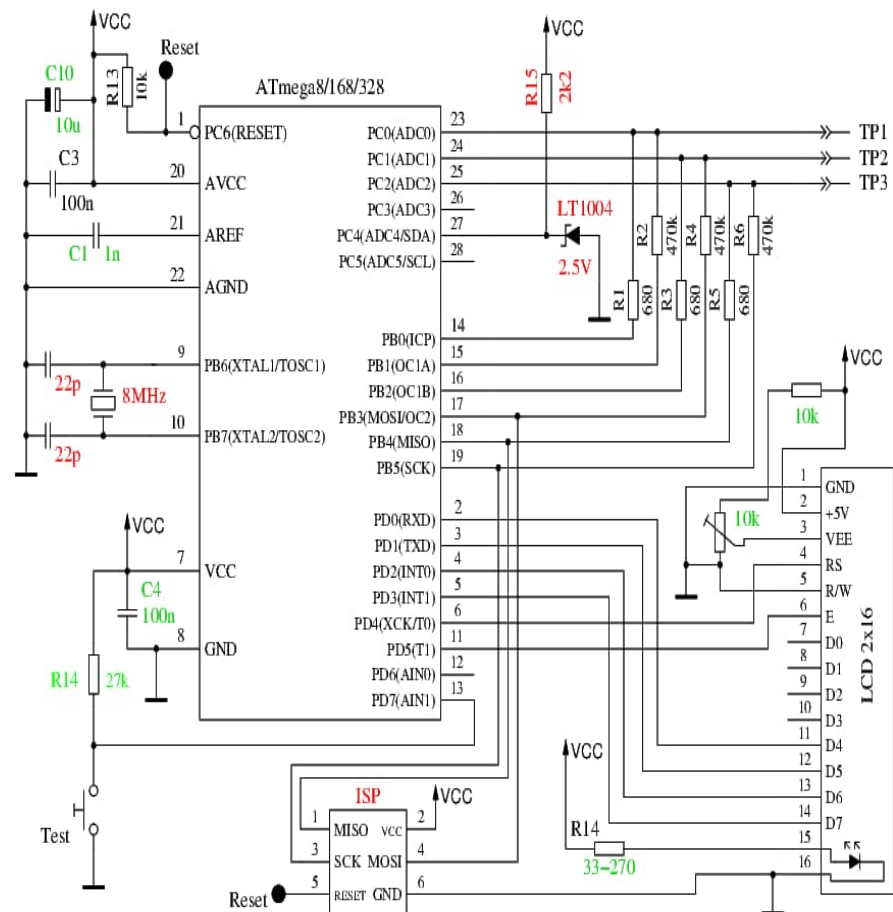 VCC
Reset
C10
10u
R13
10k
ATmega8/168/328
VCC
R15
2k2
1
PC6(RESET)
C3
100n
20
AVCC
C1
1n
21
AREF
22
AGND
9
PB6(XTAL1/TOSC1)
22p
8MHz
10
PB7(XTAL2/TOSC2)
22p
VCC
7
VCC
C4
100n
8
GND
R14
27k
Test
PC0(ADC0)
23
TP1
PC1(ADC1)
24
TP2
PC2(ADC2)
25
TP3
PC3(ADC3)
26
PC4(ADC4/SDA)
27
PC5(ADC5/SCL)
28
LT1004
2.5V
R1
680
R2
470k
R3
680
R4
470k
R5
680
R6
470k
PB0(ICP)
14
PB1(OC1A)
15
PB2(OC1B)
16
PB3(MOSI/OC2)
17
PB4(MISO)
18
PB5(SCK)
19
PD0(RXD)
2
PD1(TXD)
3
PD2(INT0)
4
PD3(INT1)
5
PD4(XCK/T0)
6
PD5(T1)
11
PD6(AIN0)
12
PD7(AIN1)
13
VCC
10k
10k
1
GND
2
+5V
3
VEE
4
RS
5
R/W
6
E
7
D0
8
D1
9
D2
10
D3
11
D4
12
D5
13
D6
14
D7
15
16
LCD 2x16
VCC
R14
33-270
ISP
VCC
1
MISO
VCC
2
3
SCK
MOSI
4
Reset
5
RESET
GND
6